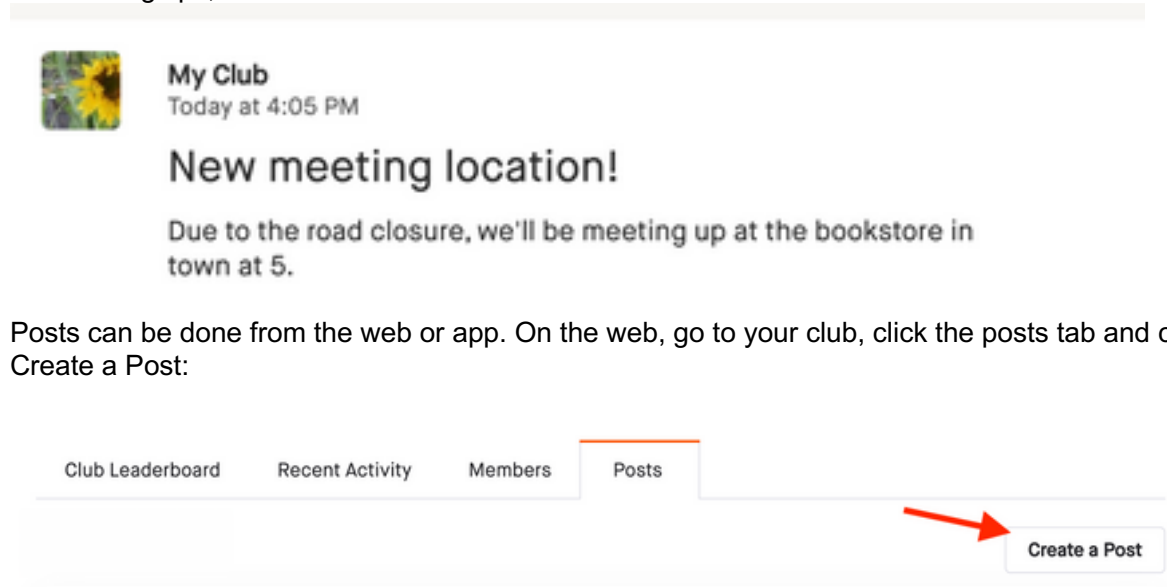 My Club
Today at 4:05 PM
New meeting location!
Due to the road closure, we'll be meeting up at the bookstore in
town at 5.
Posts can be done from the web or app. On the web, go to your club, click the posts tab and
Create a Post:
Club Leaderboard Recent Activity Members Posts
Create a Post